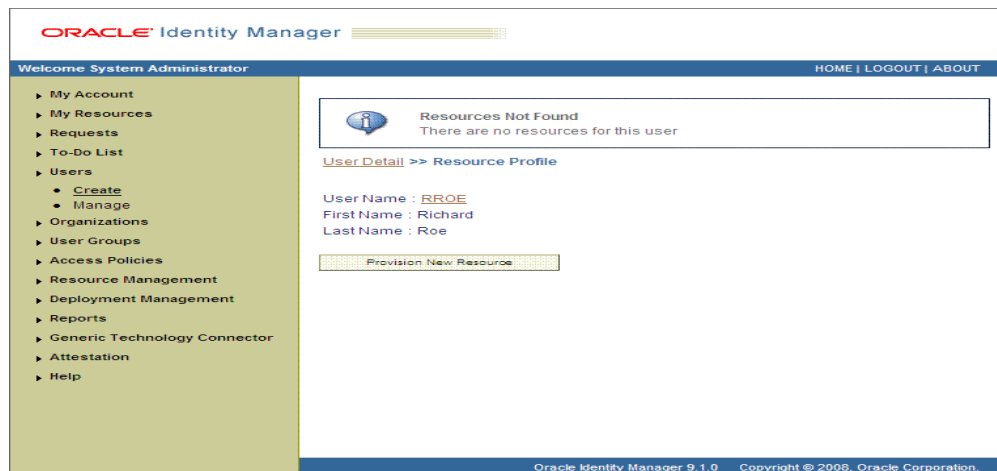 ORACLE Identity Manager
Welcome System Administrator
HOME | LOGOUT | ABOUT
My Account
My Resources
Requests
To-Do List
Users
Create
Manage
Organizations
User Groups
Access Policies
Resource Management
Deployment Management
Reports
Generic Technology Connector
Attestation
Help
Resources Not Found
There are no resources for this user
User Detail >> Resource Profile
User Name : RROE
First Name : Richard
Last Name : Roe
Provision New Resource
Oracle Identity Manager 9.1.0 Copyright © 2008, Oracle Corporation.